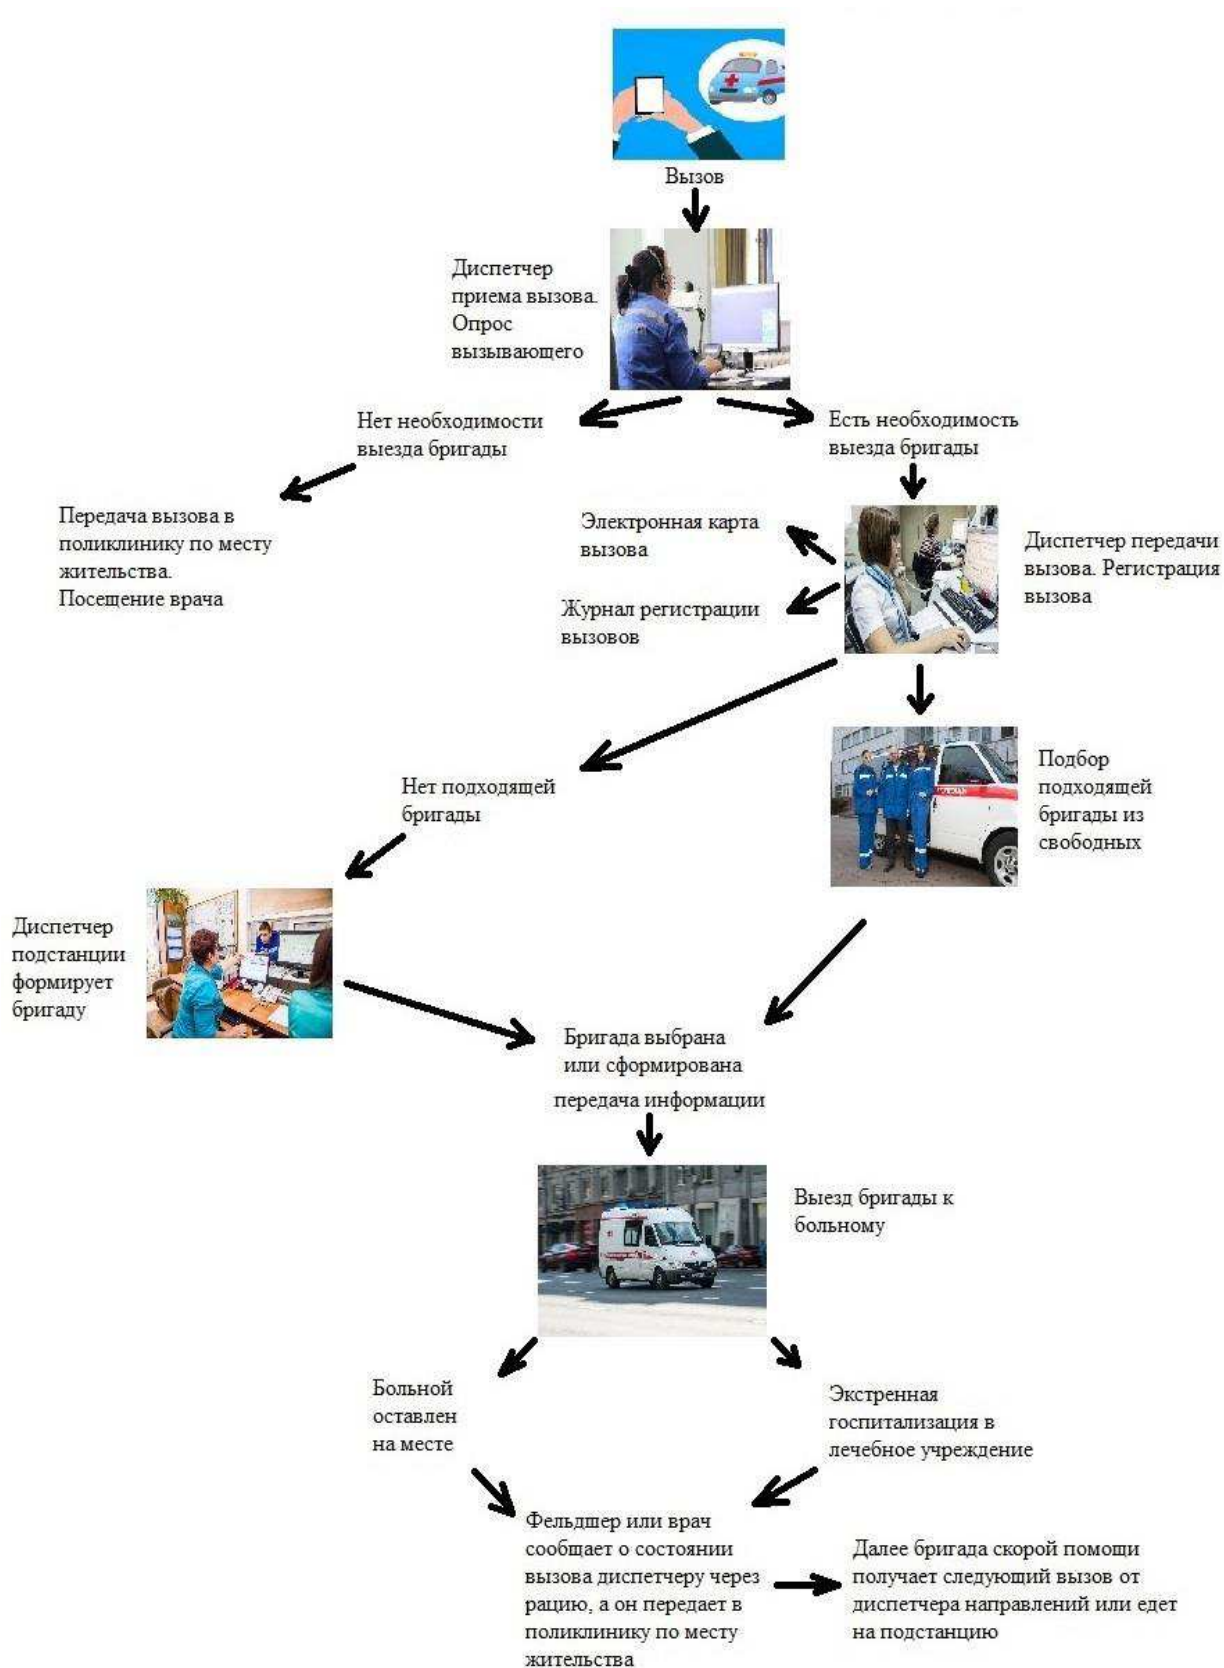 Вызов
Диспетчер
приема вызова.
Опрос
вызывающего
Нет необходимости
выезда бригады
Есть необходимость
выезда бригады
Передача вызова в
поликлинику по месту
жительства.
Посещение врача
Электронная карта
вызова
Диспетчер передачи
вызова. Регистрация
вызова
Журнал регистрации
вызовов
Нет подходящей
бригады
Подбор
подходящей
бригады из
свободных
Диспетчер
подстанции
формирует
бригаду
Бригада выбрана
или сформирована
передача информации
Выезд бригады к
больному
Больной
оставлен
на месте
Экстренная
госпитализация в
лечебное учреждение
Фельдшер или врач
сообщает о состоянии
вызова диспетчеру через
рацию, а он передает в
поликлинику по месту
жительства
Далее бригада скорой помощи
получает следующий вызов от
диспетчера направлений или едет
на подстанцию